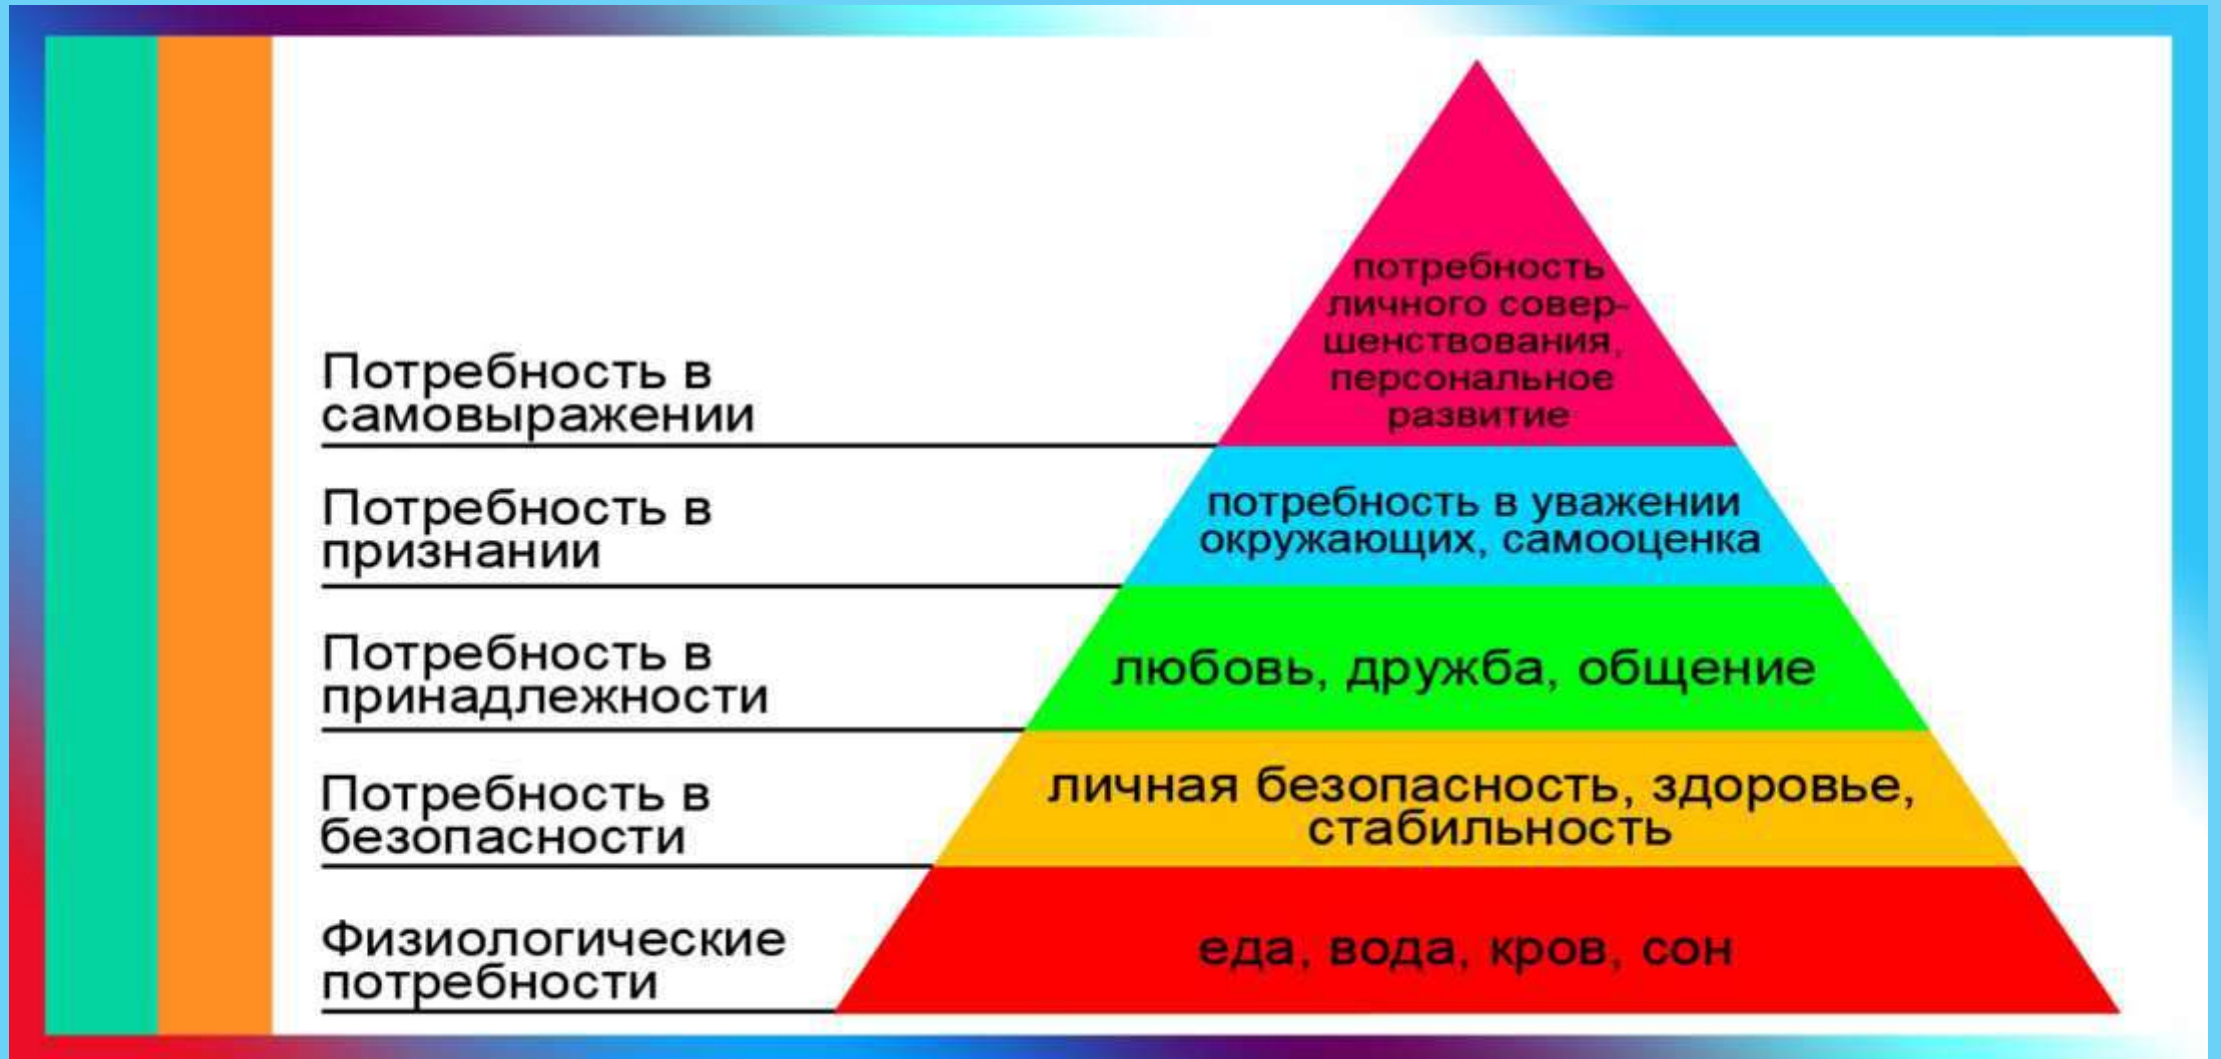 потребность
личного совер-
шенствования,
персональное
развитие
Потребность в
самовыражении
потребность в уважении
окружающих, самооценка
Потребность в
признании
любовь, дружба, общение
Потребность в
принадлежности
личная безопасность, здоровье,
стабильность
Потребность в
безопасности
еда, вода, кров, сон
Физиологические
потребности